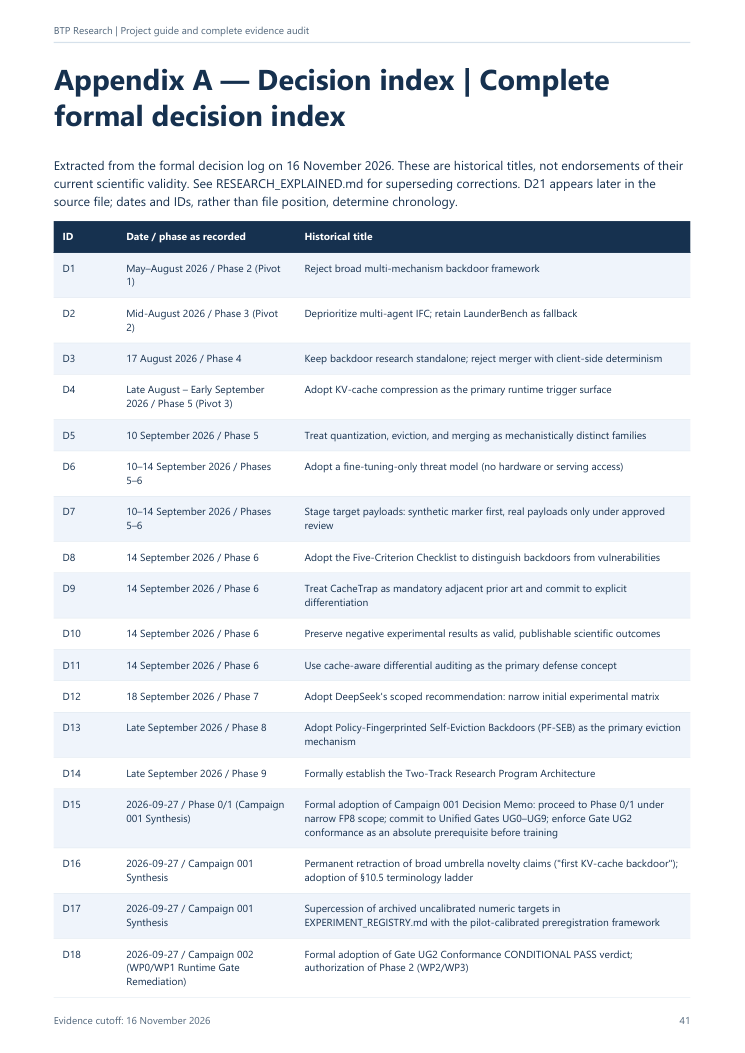 BTP Research | Project guide and complete evidence audit
Appendix A — Decision index | Complete
formal decision index
Extracted from the formal decision log on 16 November 2026. These are historical titles, not endorsements of their
current scientific validity. See RESEARCH_EXPLAINED.md for superseding corrections. D21 appears later in the
source file; dates and IDs, rather than file position, determine chronology.
ID Date / phase as recorded Historical title
D1 May–August 2026 / Phase 2 (Pivot Reject broad multi-mechanism backdoor framework
1)
D2 Mid-August 2026 / Phase 3 (Pivot Deprioritize multi-agent IFC; retain LaunderBench as fallback
2)
D3 17 August 2026 / Phase 4 Keep backdoor research standalone; reject merger with client-side determinism
D4 Late August – Early September Adopt KV-cache compression as the primary runtime trigger surface
2026 / Phase 5 (Pivot 3)
D5 10 September 2026 / Phase 5 Treat quantization, eviction, and merging as mechanistically distinct families
D6 10–14 September 2026 / Phases Adopt a fine-tuning-only threat model (no hardware or serving access)
5–6
D7 10–14 September 2026 / Phases Stage target payloads: synthetic marker first, real payloads only under approved
5–6 review
D8 14 September 2026 / Phase 6 Adopt the Five-Criterion Checklist to distinguish backdoors from vulnerabilities
D9 14 September 2026 / Phase 6 Treat CacheTrap as mandatory adjacent prior art and commit to explicit
differentiation
D10 14 September 2026 / Phase 6 Preserve negative experimental results as valid, publishable scientific outcomes
D11 14 September 2026 / Phase 6 Use cache-aware differential auditing as the primary defense concept
D12 18 September 2026 / Phase 7 Adopt DeepSeek's scoped recommendation: narrow initial experimental matrix
D13 Late September 2026 / Phase 8 Adopt Policy-Fingerprinted Self-Eviction Backdoors (PF-SEB) as the primary eviction
mechanism
D14 Late September 2026 / Phase 9 Formally establish the Two-Track Research Program Architecture
D15 2026-09-27 / Phase 0/1 (Campaign Formal adoption of Campaign 001 Decision Memo: proceed to Phase 0/1 under
001 Synthesis) narrow FP8 scope; commit to Unified Gates UG0–UG9; enforce Gate UG2
conformance as an absolute prerequisite before training
D16 2026-09-27 / Campaign 001 Permanent retraction of broad umbrella novelty claims ("first KV-cache backdoor");
Synthesis adoption of §10.5 terminology ladder
D17 2026-09-27 / Campaign 001 Supercession of archived uncalibrated numeric targets in
Synthesis EXPERIMENT_REGISTRY.md with the pilot-calibrated preregistration framework
D18 2026-09-27 / Campaign 002 Formal adoption of Gate UG2 Conformance CONDITIONAL PASS verdict;
(WP0/WP1 Runtime Gate authorization of Phase 2 (WP2/WP3)
Remediation)
Evidence cutoff: 16 November 2026 41